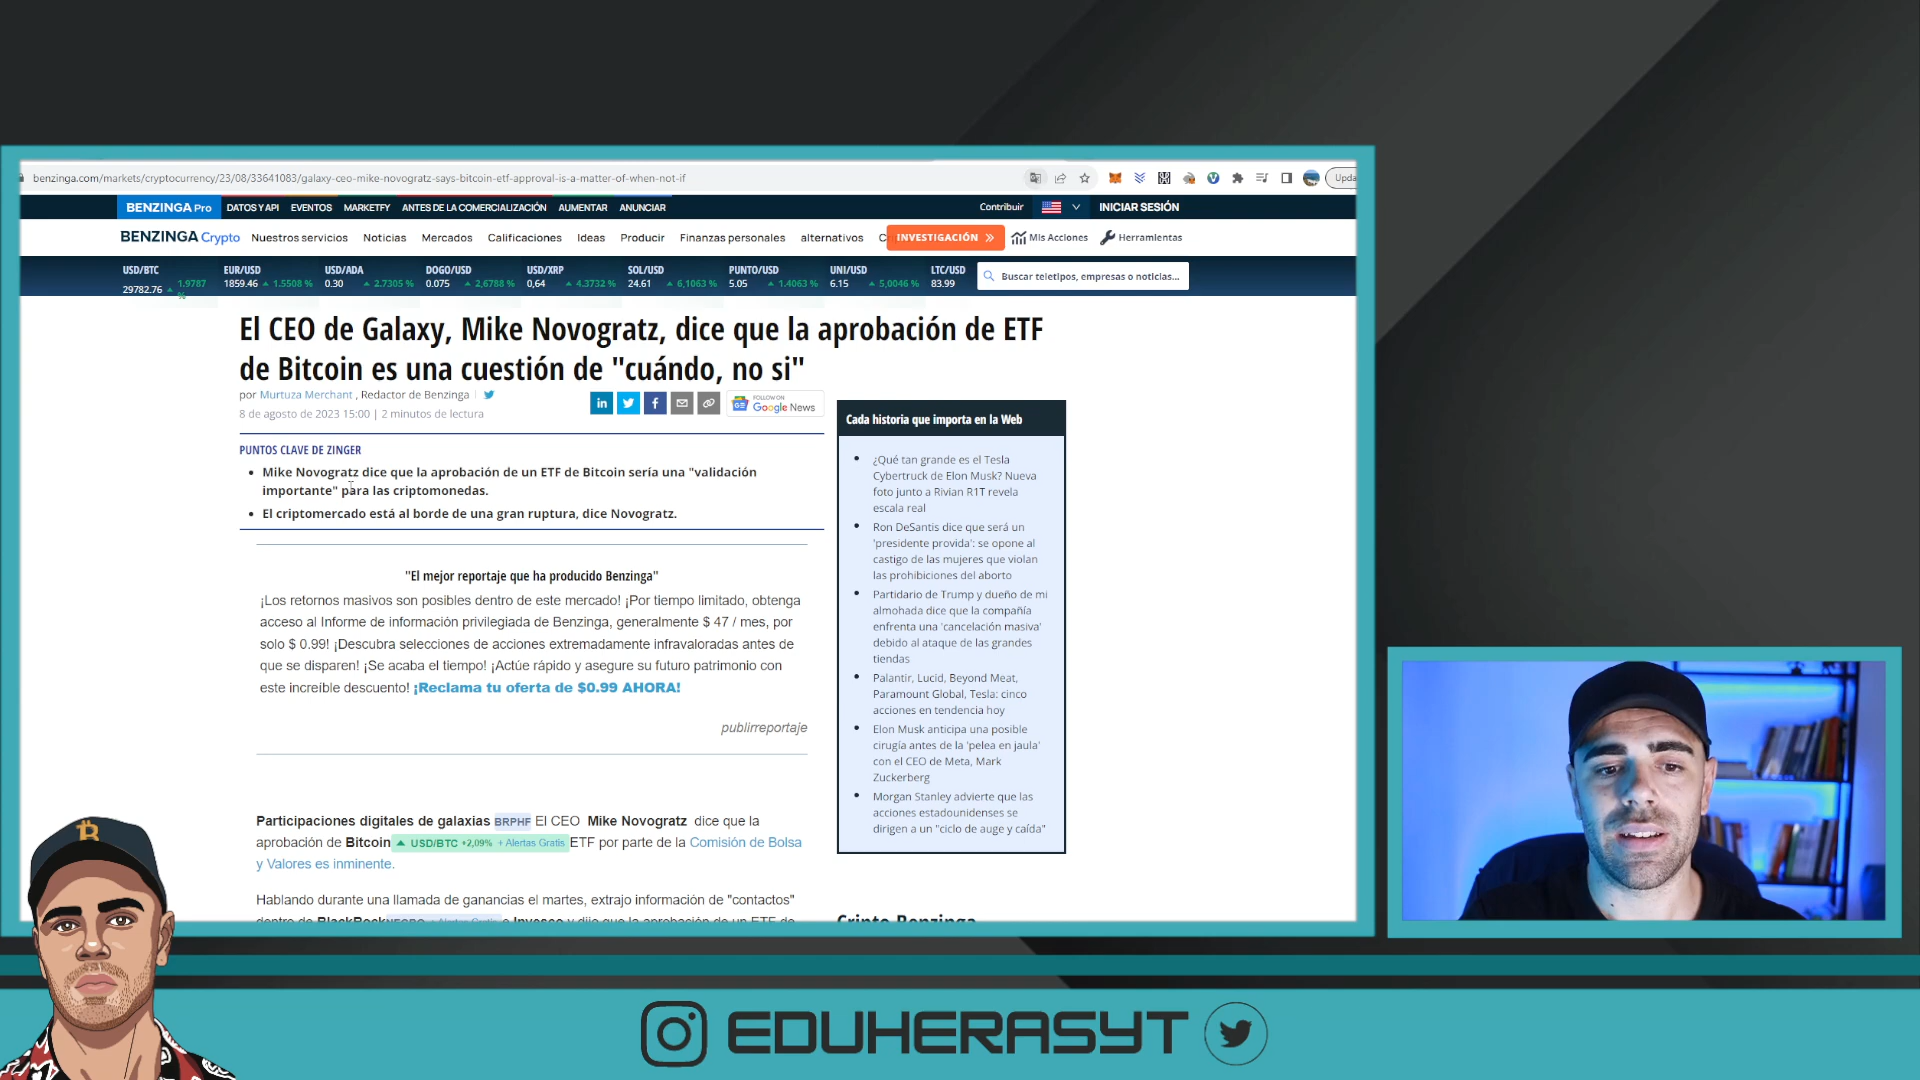 benzinga.com/markets/cryptocurrency/23/08/33641083/galaxy-ceo-mike-novogratz-says-bitcoin-etf-approval-is-a-matter-of-when-not-if
Upda
BENZINGA Pro DATOS Y API EVENTOS MARKETFY ANTES DE LA COMERCIALIZACIÓN AUMENTAR ANUNCIAR Contribuir INICIAR SESIÓN
BENZINGA Crypto Nuestros servicios Noticias Mercados Calificaciones Ideas Producir Finanzas personales alternativos INVESTIGACIÓN Mis Acciones Herramientas
USD/BTC EUR/USD USD/ADA DOGO/USD USD/XRP SOL/USD PUNTO/USD UNI/USD LTC/USD
29782.76 ▲ 1.9787 % 1859.46 ▲ 1.5508 % 0.30 ▲ 2.7305 % 0.075 ▲ 2,6788 % 0,64 ▲ 4.3732 % 24.61 ▲ 6,1063 % 5.05 ▲ 1.4063 % 6.15 ▲ 5,0046 % 83.99
Buscar teletipos, empresas o noticias...
El CEO de Galaxy, Mike Novogratz, dice que la aprobación de ETF
de Bitcoin es una cuestión de "cuándo, no si"
por Murtuza Merchant , Redactor de Benzinga
8 de agosto de 2023 15:00 | 2 minutos de lectura
FOLLOW ON
Google News
PUNTOS CLAVE DE ZINGER
• Mike Novogratz dice que la aprobación de un ETF de Bitcoin sería una "validación
importante" para las criptomonedas.
• El criptomercado está al borde de una gran ruptura, dice Novogratz.
"El mejor reportaje que ha producido Benzinga"
¡Los retornos masivos son posibles dentro de este mercado! ¡Por tiempo limitado, obtenga
acceso al Informe de información privilegiada de Benzinga, generalmente $ 47 / mes, por
solo $ 0.99! ¡Descubra selecciones de acciones extremadamente infravaloradas antes de
que se disparen! ¡Se acaba el tiempo! ¡Actúe rápido y asegure su futuro patrimonio con
este increíble descuento! ¡Reclama tu oferta de $0.99 AHORA!
publirreportaje
Participaciones digitales de galaxias BRPHF El CEO Mike Novogratz dice que la
aprobación de Bitcoin ▲ USD/BTC +2,09% + Alertas Gratis ETF por parte de la Comisión de Bolsa
y Valores es inminente.
Hablando durante una llamada de ganancias el martes, extrajo información de "contactos"
dentro de BlackRock + Alertas Gratis e Invesco y dijo que la aprobación de un ETF de
Cada historia que importa en la Web
• ¿Qué tan grande es el Tesla
Cybertruck de Elon Musk? Nueva
foto junto a Rivian R1T revela
escala real
• Ron DeSantis dice que será un
'presidente provida': se opone al
castigo de las mujeres que violan
las prohibiciones del aborto
• Partidario de Trump y dueño de mi
almohada dice que la compañía
enfrenta una 'cancelación masiva'
debido al ataque de las grandes
tiendas
• Palantir, Lucid, Beyond Meat,
Paramount Global, Tesla: cinco
acciones en tendencia hoy
• Elon Musk anticipa una posible
cirugía antes de la 'pelea en jaula'
con el CEO de Meta, Mark
Zuckerberg
• Morgan Stanley advierte que las
acciones estadounidenses se
dirigen a un "ciclo de auge y caída"
Cripto Benzinga
EDUHERASYT